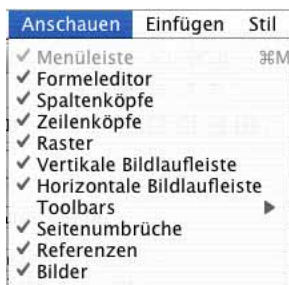 Anschauen Einfügen Stil
✓ Menüleiste ⌘M
✓ Formeleditor
✓ Spaltenköpfe
✓ Zeilenköpfe
✓ Raster
✓ Vertikale Bildlaufleiste
✓ Horizontale Bildlaufleiste
Toolbars ▶
✓ Seitenumbrüche
✓ Referenzen
✓ Bilder